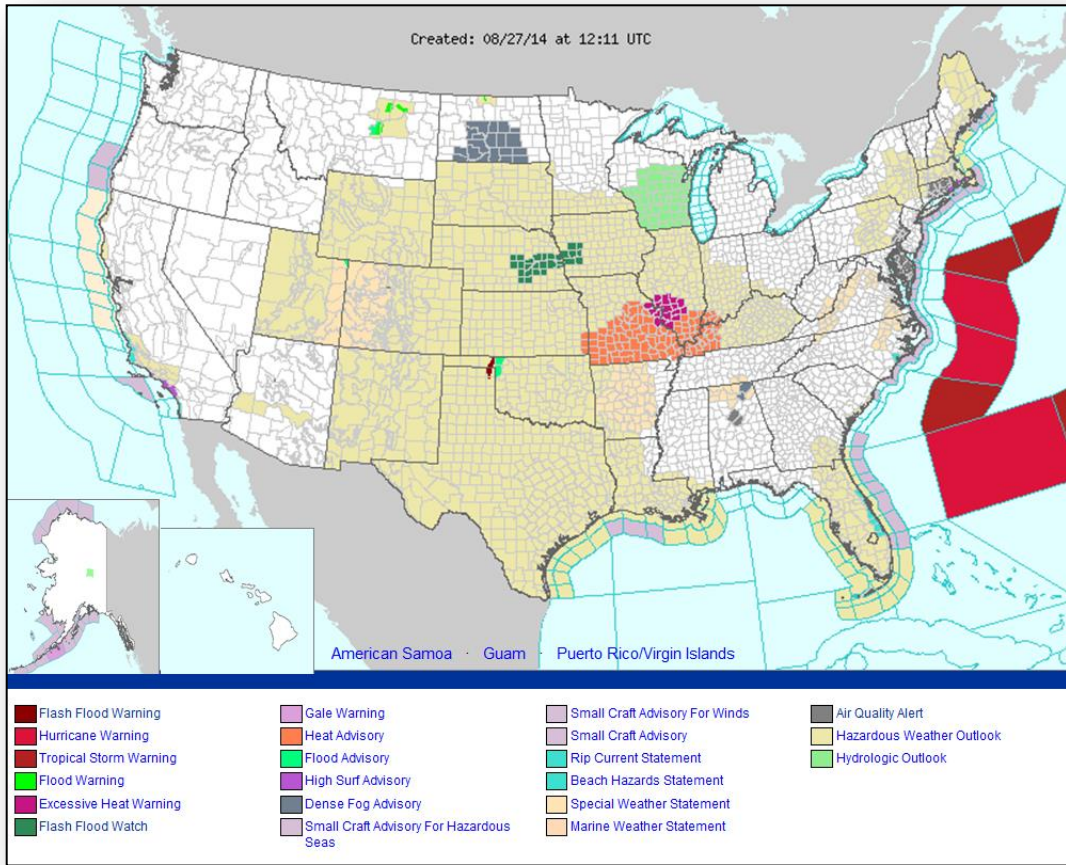 Created: 08/27/14 at 12:11 UTC
American Samoa · Guam · Puerto Rico/Virgin Islands
Flash Flood Warning
Hurricane Warning
Tropical Storm Warning
Flood Warning
Excessive Heat Warning
Flash Flood Watch
Gale Warning
Heat Advisory
Flood Advisory
High Surf Advisory
Dense Fog Advisory
Small Craft Advisory For Hazardous
Seas
Small Craft Advisory For Winds
Small Craft Advisory
Rip Current Statement
Beach Hazards Statement
Special Weather Statement
Marine Weather Statement
Air Quality Alert
Hazardous Weather Outlook
Hydrologic Outlook